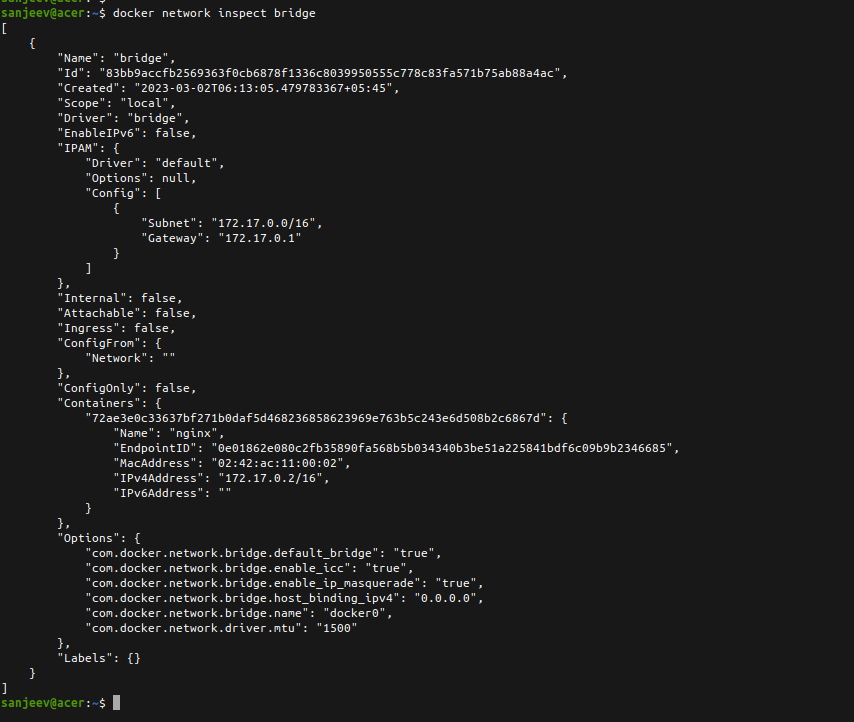 sanjeev@acer:~$ docker network inspect bridge
[
    {
        "Name": "bridge",
        "Id": "83bb9accfb2569363f0cb6878f1336c8039950555c778c83fa571b75ab88a4ac",
        "Created": "2023-03-02T06:13:05.479783367+05:45",
        "Scope": "local",
        "Driver": "bridge",
        "EnableIPv6": false,
        "IPAM": {
            "Driver": "default",
            "Options": null,
            "Config": [
                {
                    "Subnet": "172.17.0.0/16",
                    "Gateway": "172.17.0.1"
                }
            ]
        },
        "Internal": false,
        "Attachable": false,
        "Ingress": false,
        "ConfigFrom": {
            "Network": ""
        },
        "ConfigOnly": false,
        "Containers": {
            "72ae3e0c33637bf271b0daf5d468236858623969e763b5c243e6d508b2c6867d": {
                "Name": "nginx",
                "EndpointID": "0e01862e080c2fb35890fa568b5b034340b3be51a225841bdf6c09b9b2346685",
                "MacAddress": "02:42:ac:11:00:02",
                "IPv4Address": "172.17.0.2/16",
                "IPv6Address": ""
            }
        },
        "Options": {
            "com.docker.network.bridge.default_bridge": "true",
            "com.docker.network.bridge.enable_icc": "true",
            "com.docker.network.bridge.enable_ip_masquerade": "true",
            "com.docker.network.bridge.host_binding_ipv4": "0.0.0.0",
            "com.docker.network.bridge.name": "docker0",
            "com.docker.network.driver.mtu": "1500"
        },
        "Labels": {}
    }
]
sanjeev@acer:~$